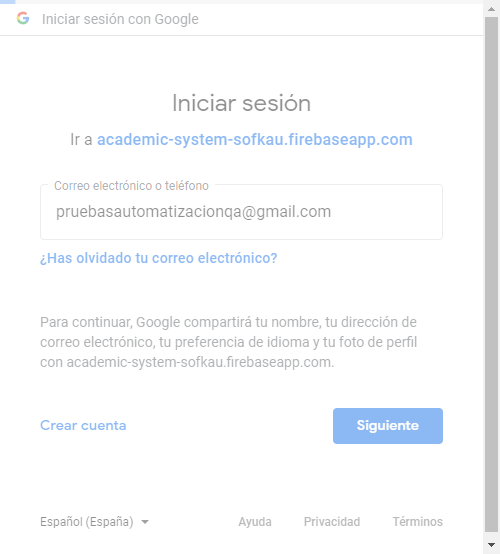 Iniciar sesión con Google
Iniciar sesión
Ir a academic-system-sofkau.firebaseapp.com
Correo electrónico o teléfono
pruebasautomatizacionqa@gmail.com
¿Has olvidado tu correo electrónico?
Para continuar, Google compartirá tu nombre, tu dirección de
correo electrónico, tu preferencia de idioma y tu foto de perfil
con academic-system-sofkau.firebaseapp.com.
Crear cuenta Siguiente
Español (España) Ayuda Privacidad Términos